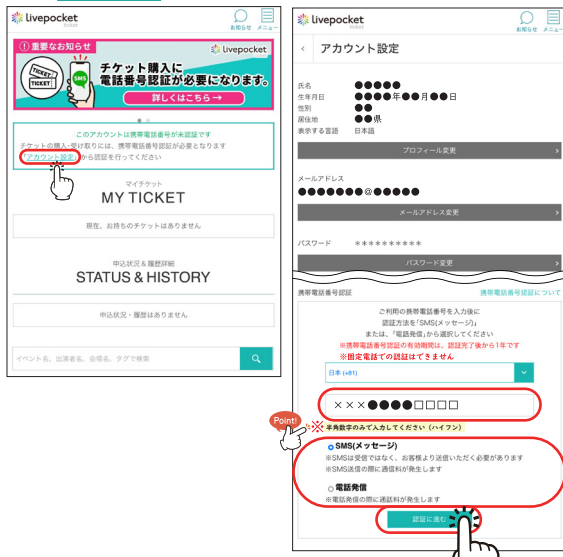 livepocket
ticket
お知らせ メニュー
!重要なお知らせ
livepocket
TICKET
TICKET
SMS
チケット購入に
電話番号認証が必要になります。
詳しくはこちら→
このアカウントは携帯電話番号が未認証です
チケットの購入・受け取りには、携帯電話番号認証が必要となります
「アカウント設定」から認証を行ってください
マイチケット
MY TICKET
現在、お持ちのチケットはありません
申込状況 & 履歴詳細
STATUS & HISTORY
申込状況・履歴はありません
イベント名、出演者名、会場名、タグで検索
livepocket
ticket
お知らせ メニュー
‹ アカウント設定
氏名 ●●●●●
生年月日 ●●●●年●●月●●日
性別 ●●
居住地 ●●県
表示する言語 日本語
プロフィール変更 ›
メールアドレス
●●●●●●●@●●●●●
メールアドレス変更 ›
パスワード **********
パスワード変更 ›
携帯電話番号認証 携帯電話番号認証について
ご利用の携帯電話番号を入力後に
認証方法を「SMS(メッセージ)」
または、「電話発信」から選択してください
※携帯電話番号認証の有効期間は、認証完了後から1年です
※固定電話での認証はできません
日本 (+81)
×××●●●●□□□□
Point!
※ 半角数字のみで入力してください（ハイフン）
SMS(メッセージ)
※SMSは受信ではなく、お客様より送信いただく必要があります
※SMS送信の際に通信料が発生します
電話発信
※電話発信の際に通話料が発生します
認証に進む